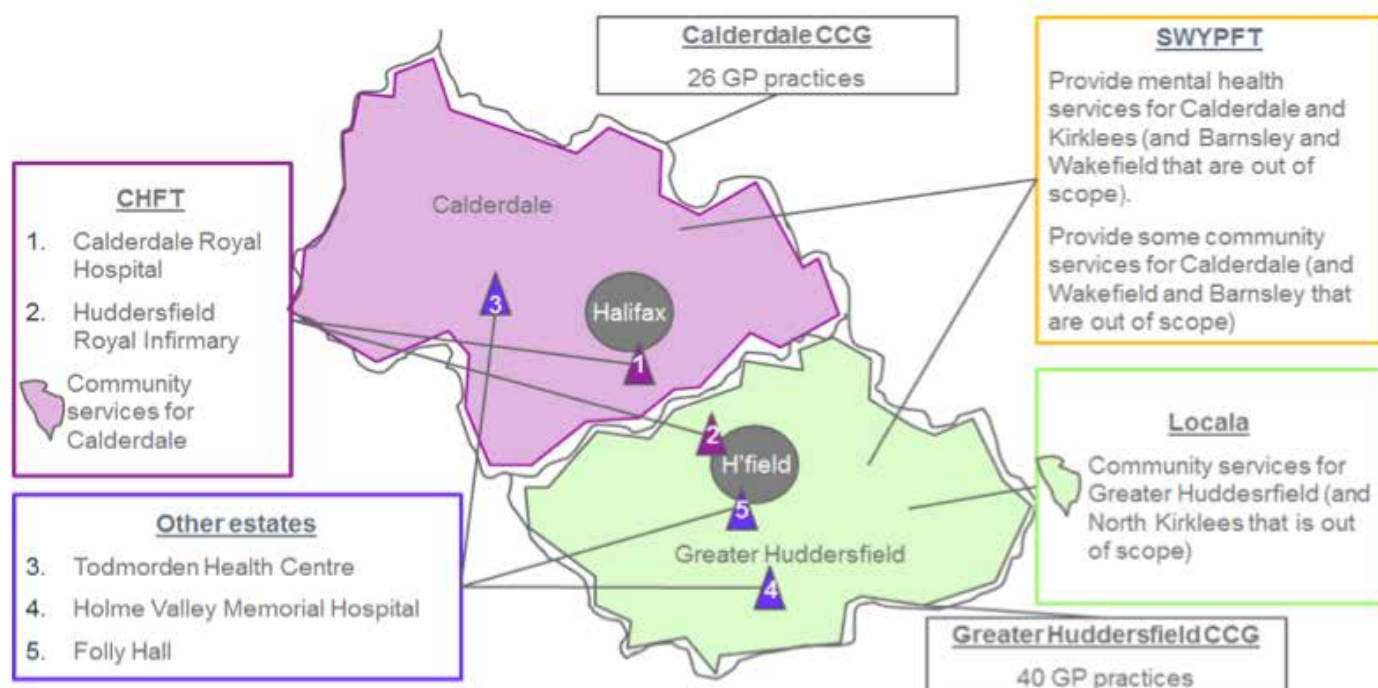 Calderdale CCG
26 GP practices
SWYPFT
Provide mental health
services for Calderdale and
Kirklees (and Barnsley and
Wakefield that are out of
scope).
Provide some community
services for Calderdale (and
Wakefield and Barnsley that
are out of scope)
CHFT
1. Calderdale Royal
Hospital
2. Huddersfield
Royal Infirmary
Community
services for
Calderdale
Calderdale
3
Halifax
1
2
H'field
5
Greater Huddersfield
4
Locala
Community services for
Greater Huddesrfield (and
North Kirklees that is out
of scope)
Other estates
3. Todmorden Health Centre
4. Holme Valley Memorial Hospital
5. Folly Hall
Greater Huddersfield CCG
40 GP practices